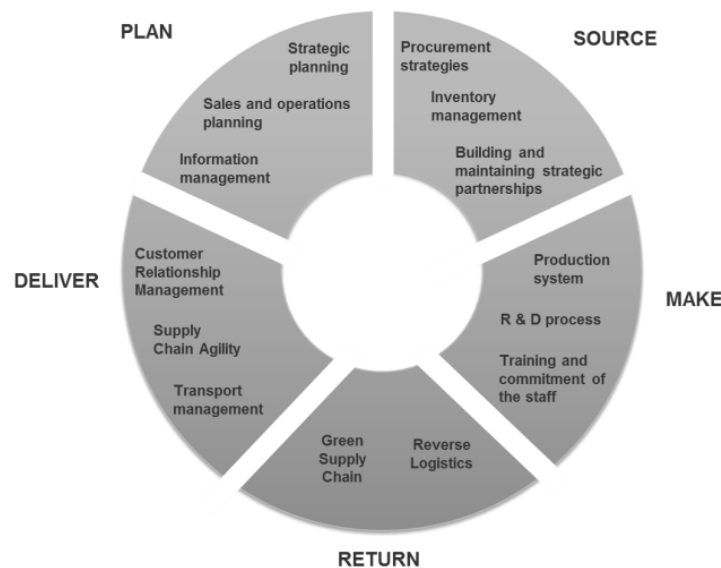 PLAN
Strategic
planning
Sales and operations
planning
Information
management
SOURCE
Procurement
strategies
Inventory
management
Building and
maintaining strategic
partnerships
MAKE
Production
system
R & D process
Training and
commitment of
the staff
RETURN
Reverse
Logistics
Green
Supply
Chain
DELIVER
Customer
Relationship
Management
Supply
Chain Agility
Transport
management